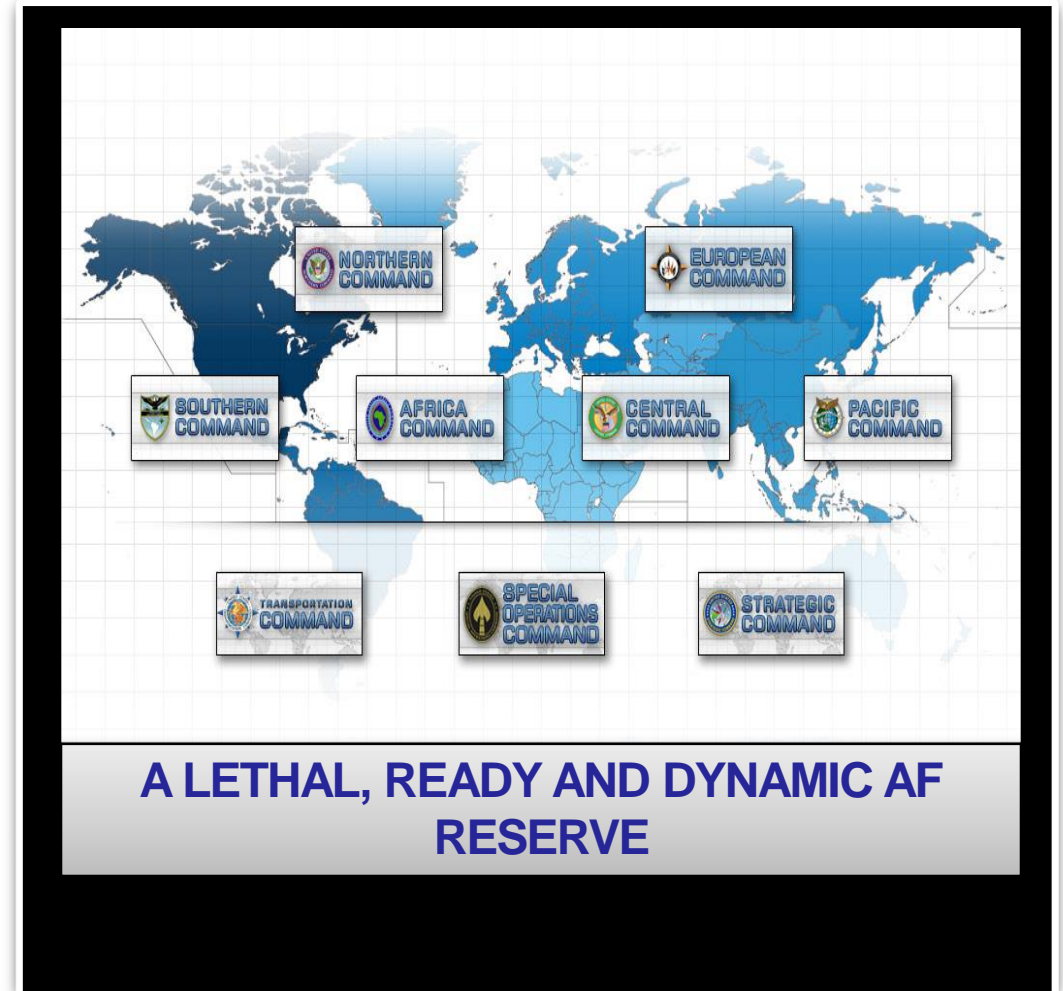 NORTHERN
COMMAND
EUROPEAN
COMMAND
SOUTHERN
COMMAND
AFRICA
COMMAND
CENTRAL
COMMAND
PACIFIC
COMMAND
TRANSPORTATION
COMMAND
SPECIAL
OPERATIONS
COMMAND
STRATEGIC
COMMAND
A LETHAL, READY AND DYNAMIC AF
RESERVE